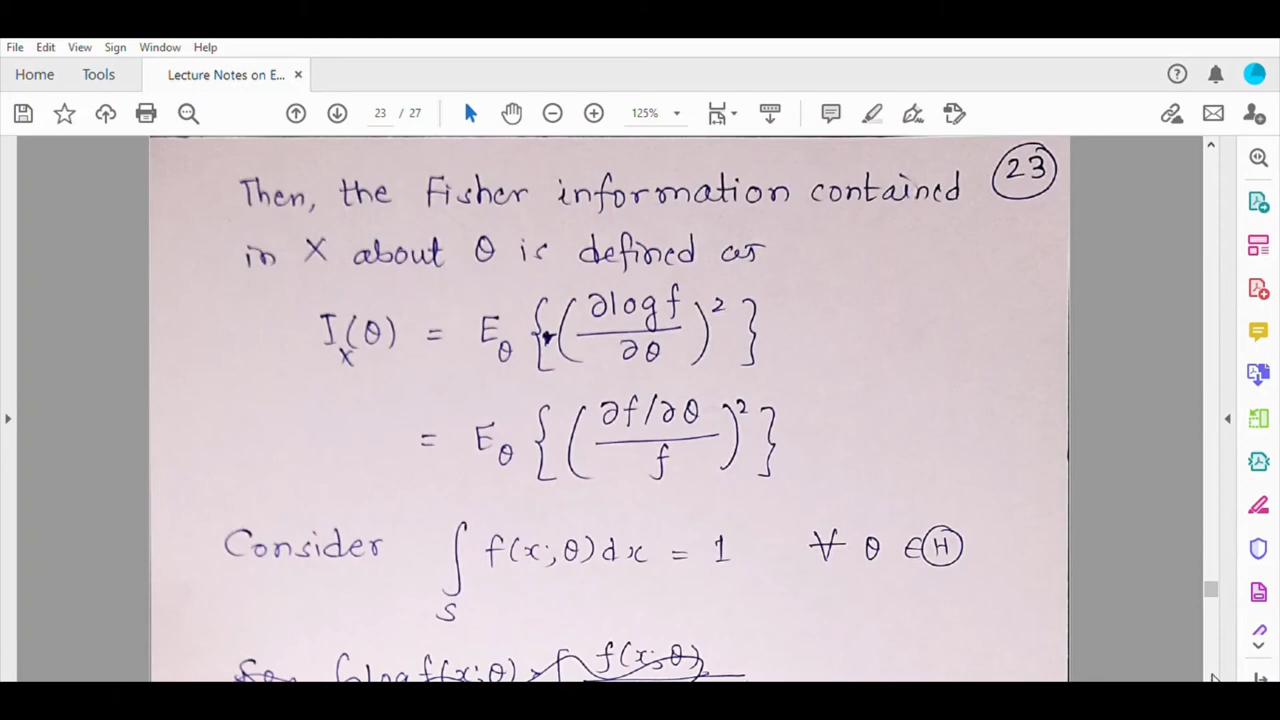 File Edit View Sign Window Help
Home Tools Lecture Notes on E... ×
23 / 27 125%
23
Then, the Fisher information contained
in X about θ is defined as
I_X(θ) = E_θ { ( ∂log f / ∂θ )² }
= E_θ { ( ∂f/∂θ / f )² }
Consider ∫_S f(x;θ)dx = 1 ∀ θ ∈ Ⓗ
f(x;θ)
log f(x;θ)